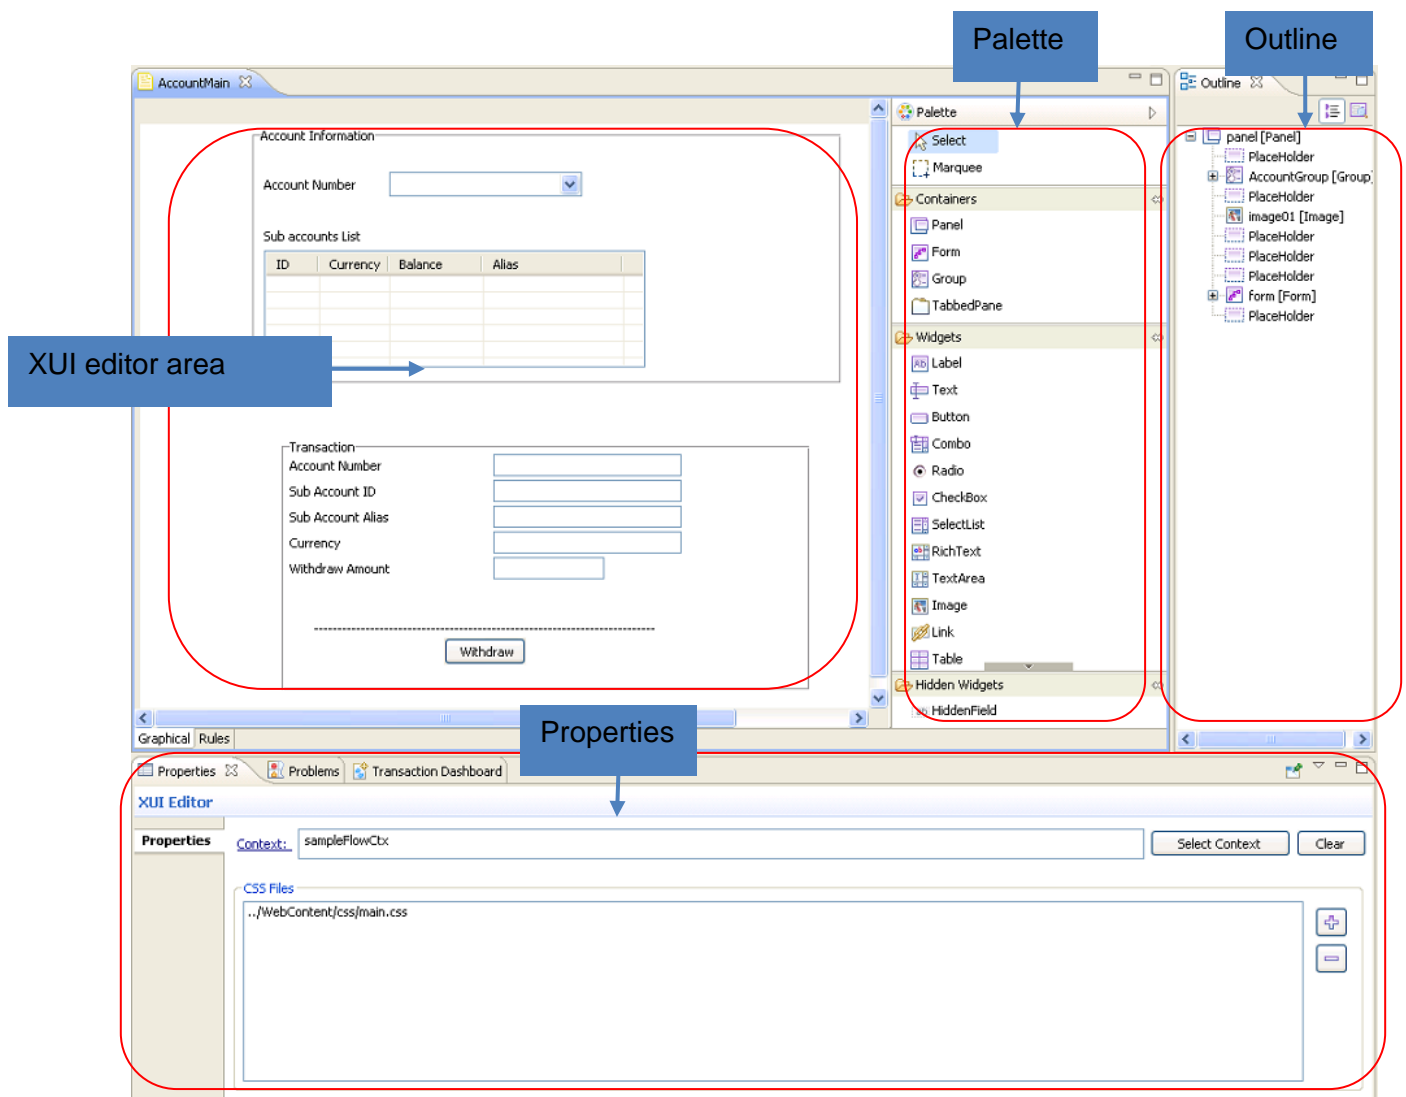 Palette
Outline
AccountMain
Account Information
Account Number
Sub accounts List
ID Currency Balance Alias
XUI editor area
Transaction
Account Number
Sub Account ID
Sub Account Alias
Currency
Withdraw Amount
Withdraw
Graphical Rules
Palette
Select
Marquee
Containers
Panel
Form
Group
TabbedPane
Widgets
Label
Text
Button
Combo
Radio
CheckBox
SelectList
RichText
TextArea
Image
Link
Table
Hidden Widgets
HiddenField
Outline
panel [Panel]
PlaceHolder
AccountGroup [Group]
PlaceHolder
image01 [Image]
PlaceHolder
PlaceHolder
PlaceHolder
form [Form]
PlaceHolder
Properties
Properties Problems Transaction Dashboard
XUI Editor
Properties
Context: sampleFlowCtx Select Context Clear
CSS Files
../WebContent/css/main.css